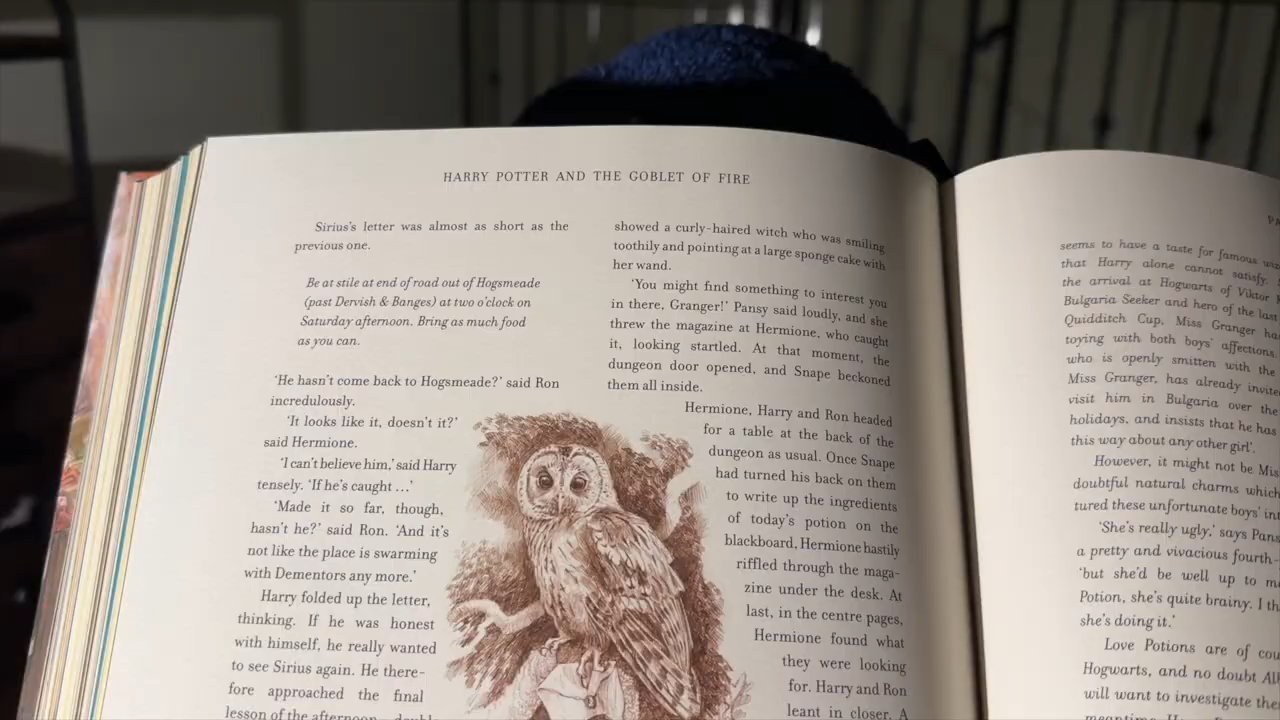 HARRY POTTER AND THE GOBLET OF FIRE
Sirius's letter was almost as short as the
previous one.
Be at stile at end of road out of Hogsmeade
(past Dervish & Banges) at two o'clock on
Saturday afternoon. Bring as much food
as you can.
'He hasn't come back to Hogsmeade?' said Ron
incredulously.
'It looks like it, doesn't it?'
said Hermione.
'I can't believe him,' said Harry
tensely. 'If he's caught …'
'Made it so far, though,
hasn't he?' said Ron. 'And it's
not like the place is swarming
with Dementors any more.'
Harry folded up the letter,
thinking. If he was honest
with himself, he really wanted
to see Sirius again. He there-
fore approached the final
lesson of the afternoon – double
showed a curly-haired witch who was smiling
toothily and pointing at a large sponge cake with
her wand.
'You might find something to interest you
in there, Granger!' Pansy said loudly, and she
threw the magazine at Hermione, who caught
it, looking startled. At that moment, the
dungeon door opened, and Snape beckoned
them all inside.
Hermione, Harry and Ron headed
for a table at the back of the
dungeon as usual. Once Snape
had turned his back on them
to write up the ingredients
of today's potion on the
blackboard, Hermione hastily
riffled through the maga-
zine under the desk. At
last, in the centre pages,
Hermione found what
they were looking
for. Harry and Ron
leant in closer. A
seems to have a taste for famous
that Harry alone cannot satisfy.
the arrival at Hogwarts of Viktor
Bulgaria Seeker and hero of the last
Quidditch Cup, Miss Granger
toying with both boys' affections.
who is openly smitten with the
Miss Granger, has already
visit him in Bulgaria over the
holidays, and insists that he has
this way about any other girl'.
However, it might not be
doubtful natural charms which
tured these unfortunate boys'
'She's really ugly,' says
a pretty and vivacious fourth-
'but she'd be well up to
Potion, she's quite brainy. I
she's doing it.'
Love Potions are of
Hogwarts, and no doubt
will want to investigate
meantime,